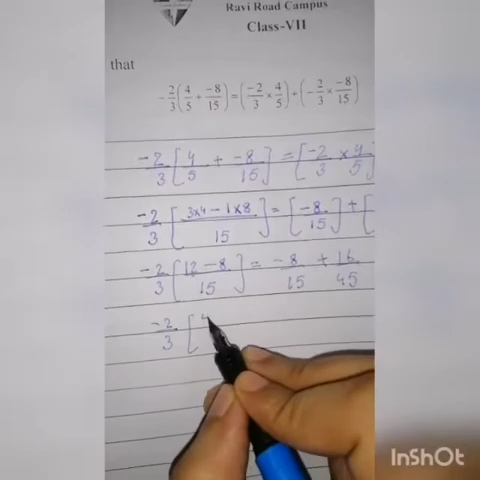 Ravi Road Campus
Class-VII
that
-2/3(4/5 + -8/15) = (-2/3 × 4/5) + (-2/3 × -8/15)
-2/3 [4/5 + -8/15] = [-2/3 × 4/5]
-2/3 [3×4-1×8/15] = [-8/15] + [
-2/3 [12-8/15] = -8/15 + 16/45
-2/3 [4
InShOt